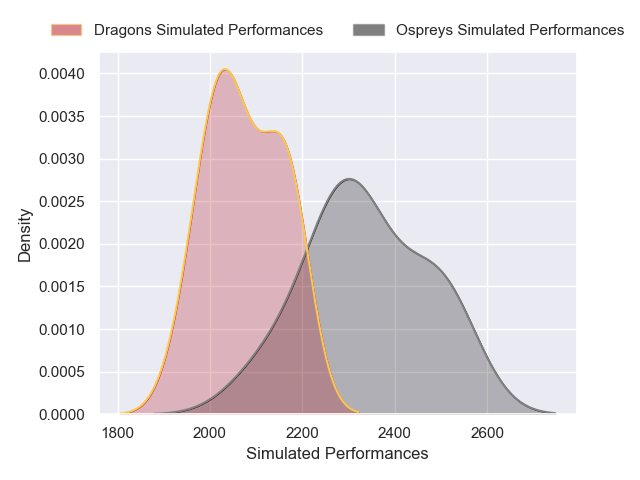 Dragons Simulated Performances Ospreys Simulated Performances
0.0040
0.0035
0.0030
0.0025
0.0020
0.0015
0.0010
0.0005
0.0000
Density
1800 2000 2200 2400 2600
Simulated Performances